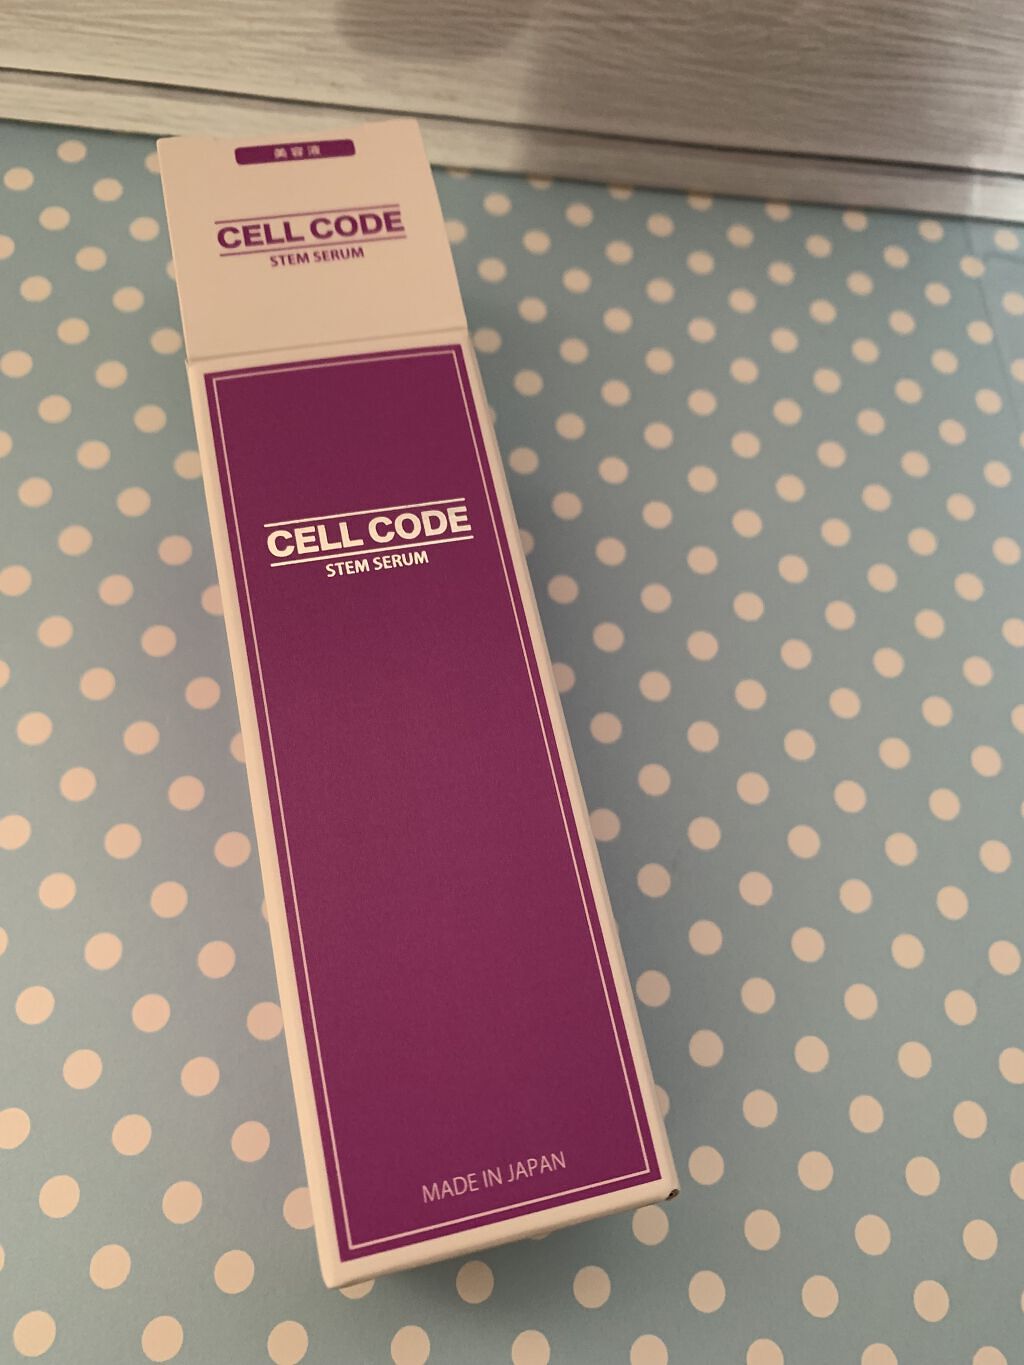 美容液
CELL CODE
STEM SERUM
CELL CODE
STEM SERUM
MADE IN JAPAN